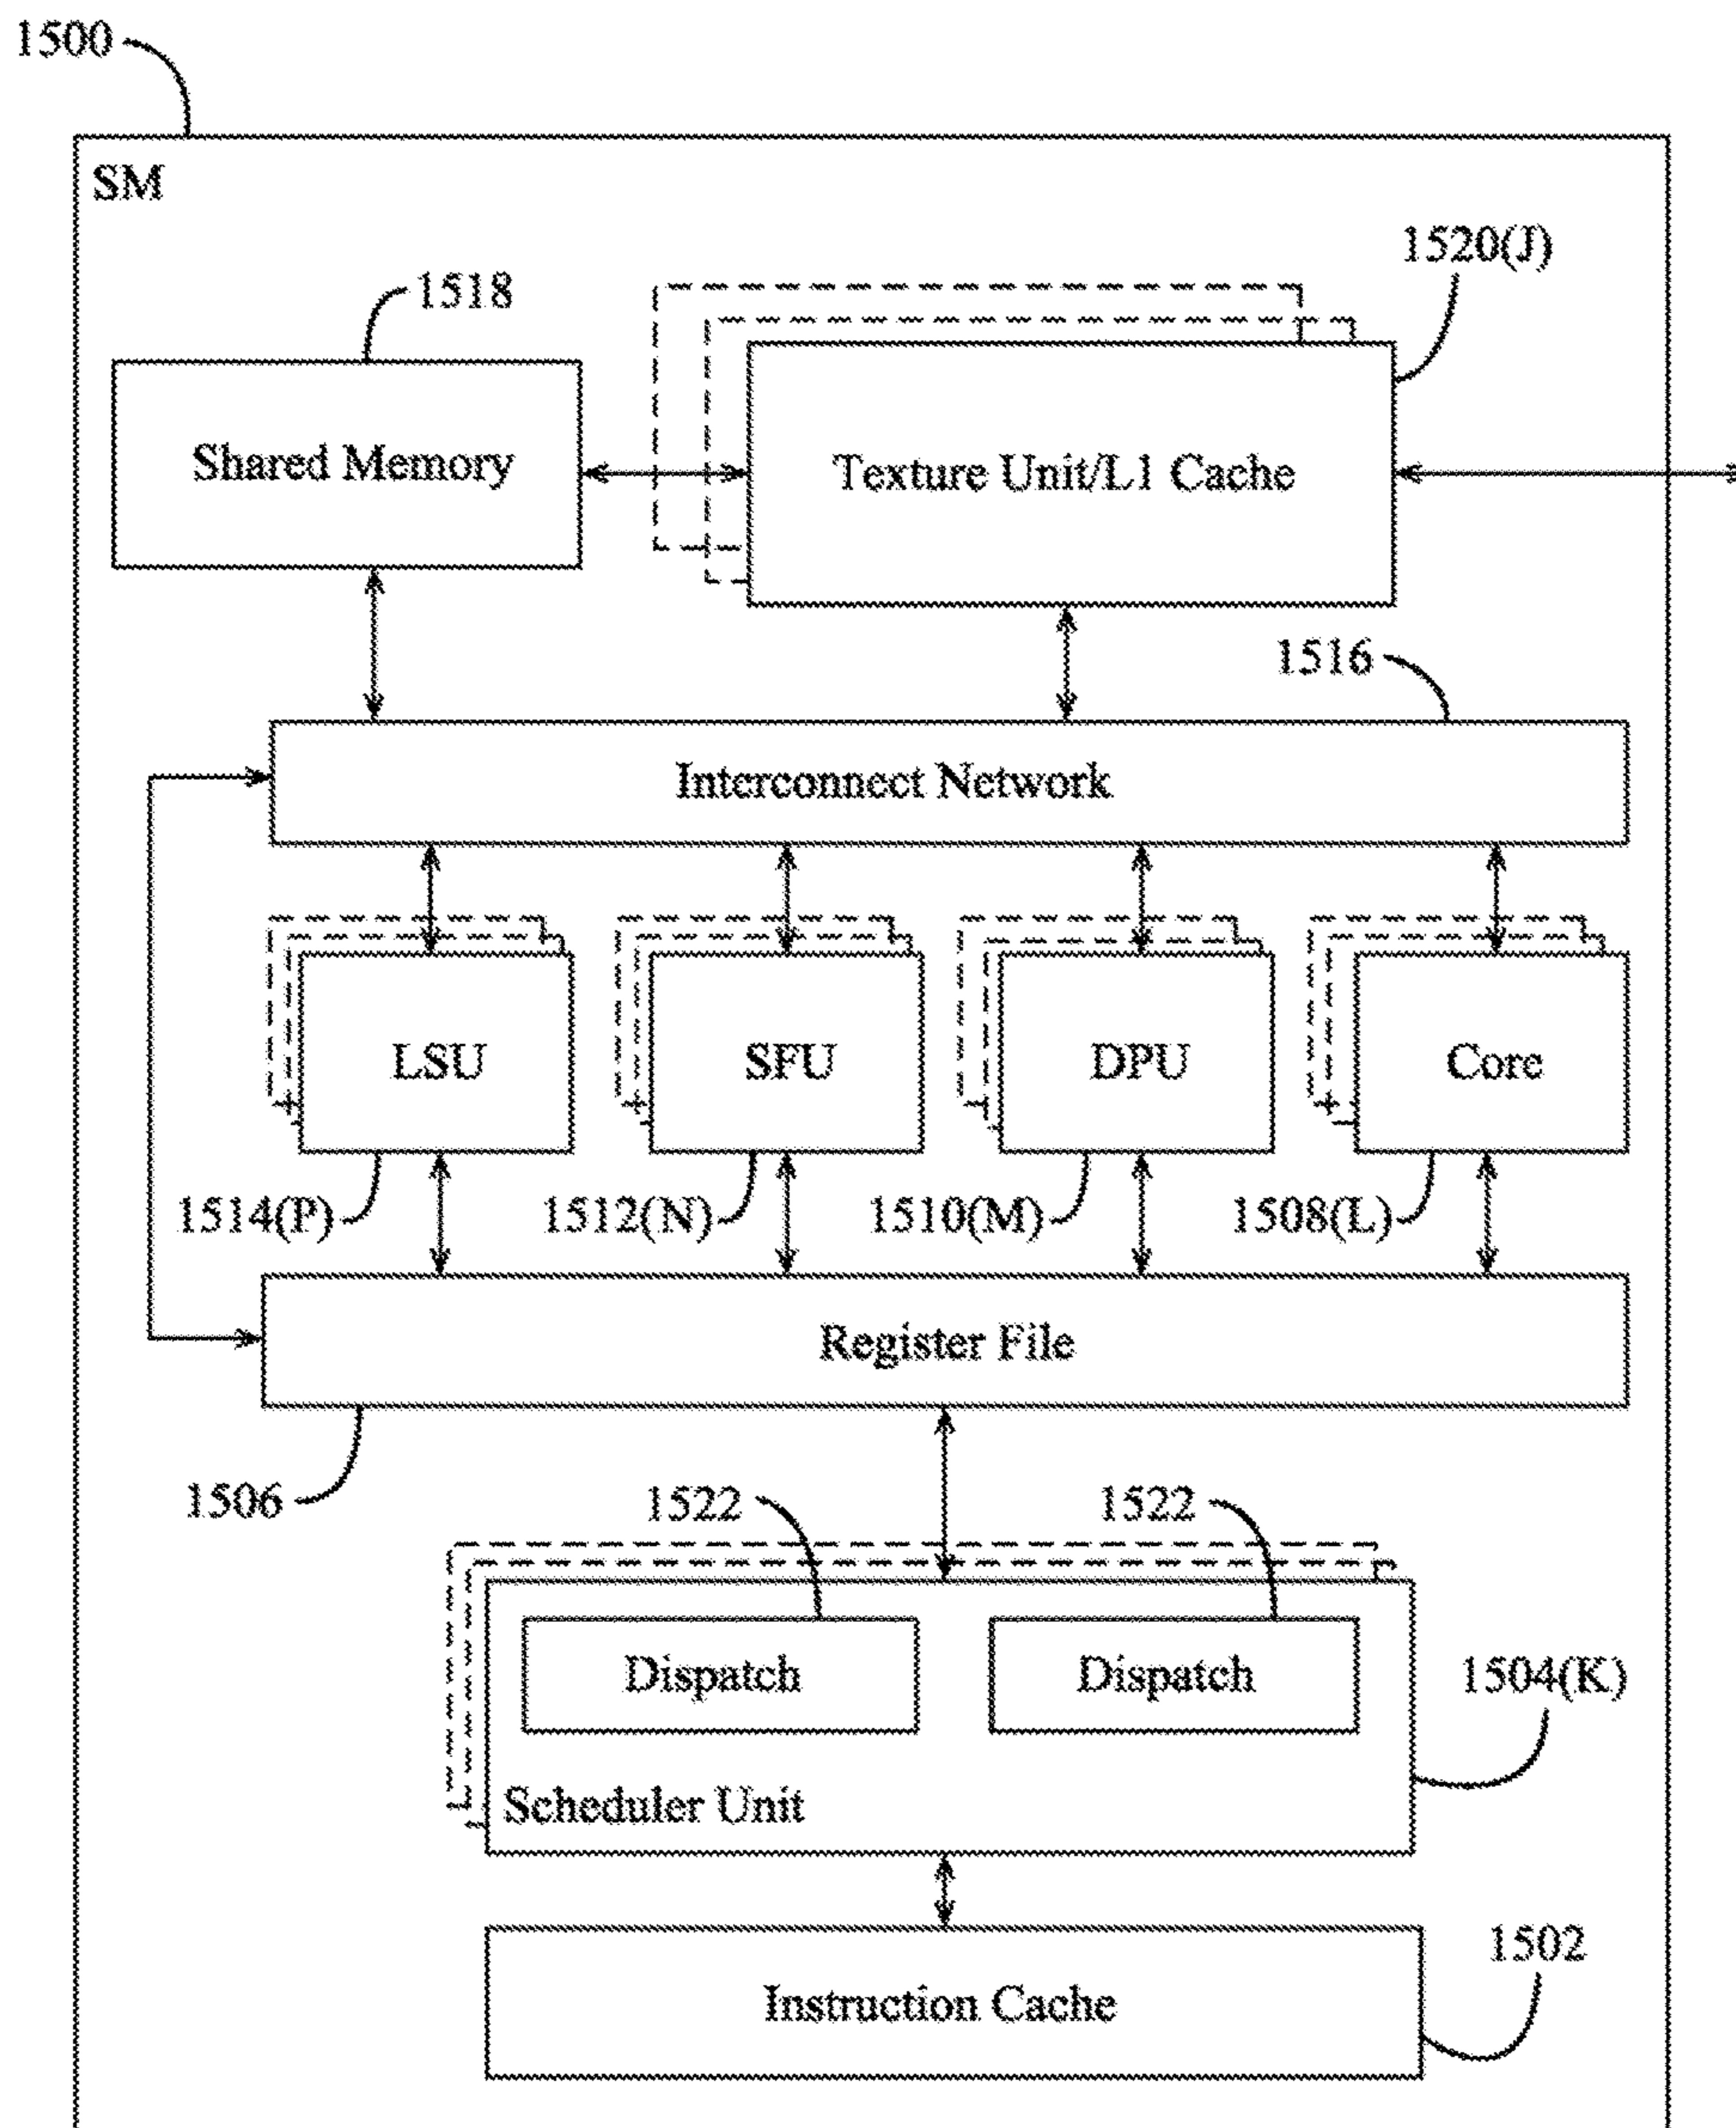 1500
SM
1520(J)
1518
Shared Memory
Texture Unit/L1 Cache
1516
Interconnect Network
LSU
SFU
DPU
Core
1514(P)
1512(N)
1510(M)
1508(L)
Register File
1506
1522
1522
Dispatch
Dispatch
1504(K)
Scheduler Unit
1502
Instruction Cache